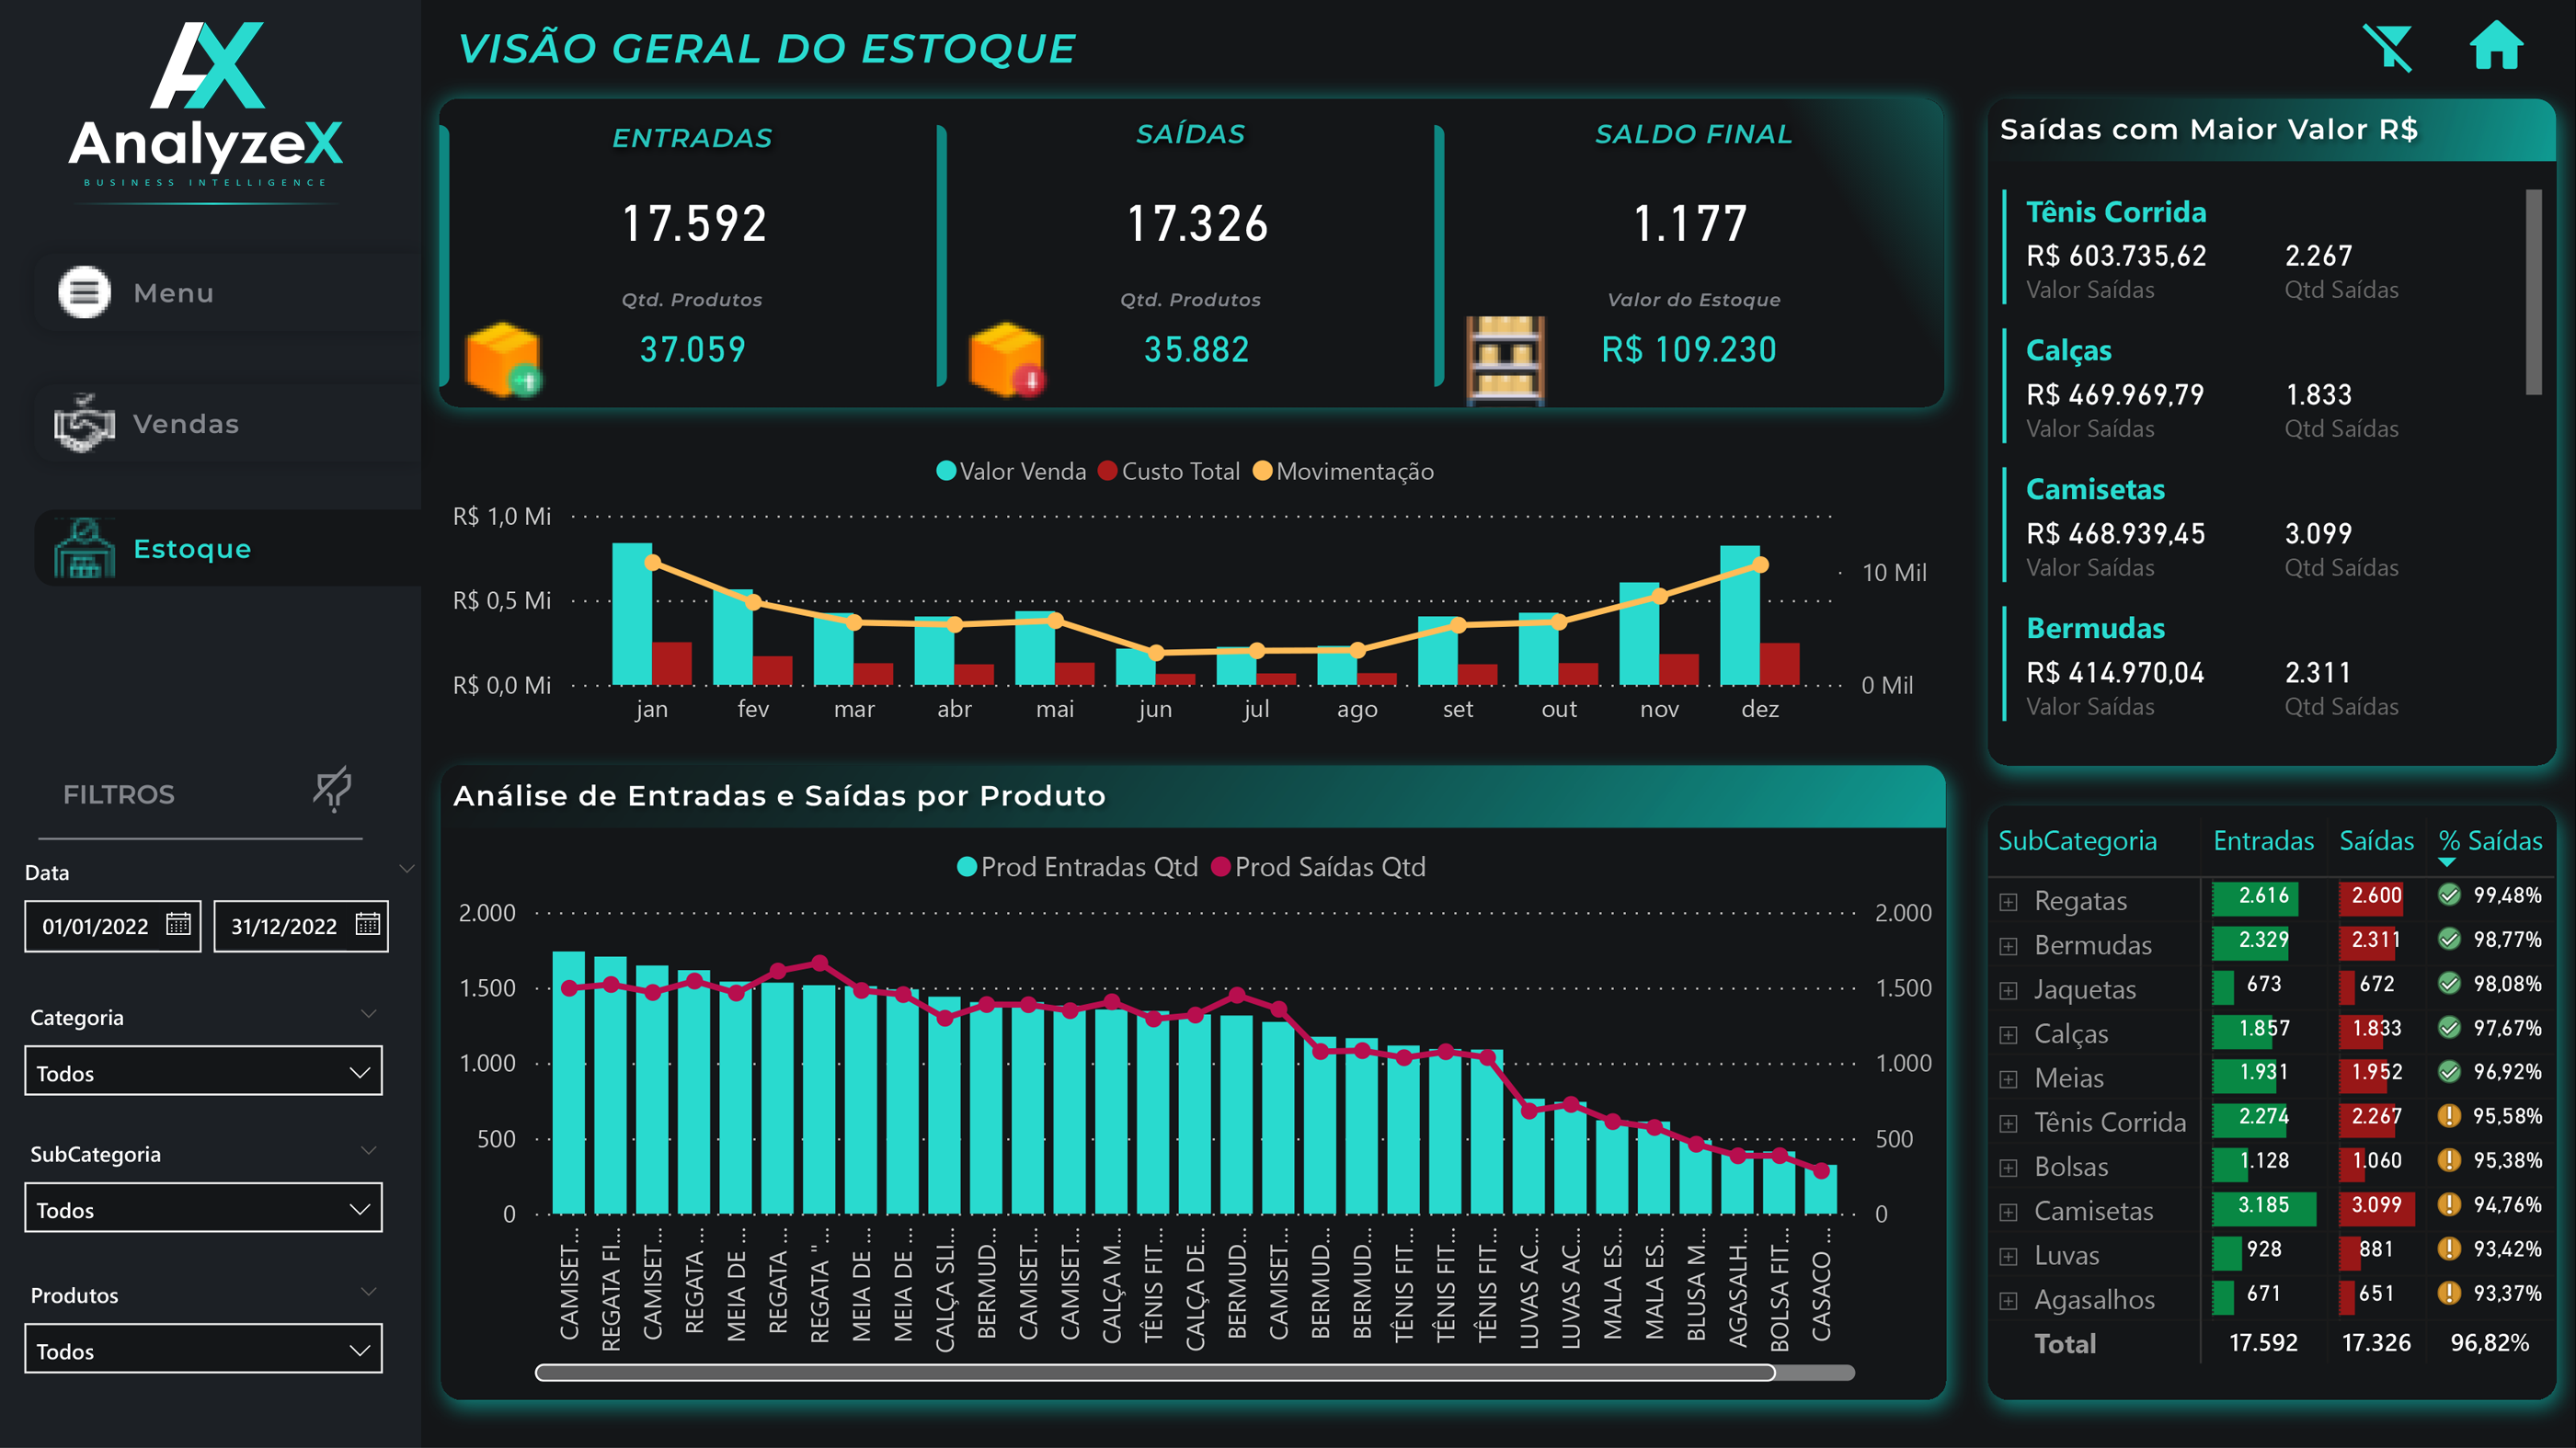 AX
AnalyzeX
BUSINESS INTELLIGENCE
Menu
Vendas
Estoque
FILTROS
Data
01/01/2022 31/12/2022
Categoria
Todos
SubCategoria
Todos
Produtos
Todos
VISÃO GERAL DO ESTOQUE
ENTRADAS
17.592
Qtd. Produtos
37.059
SAÍDAS
17.326
Qtd. Produtos
35.882
SALDO FINAL
1.177
Valor do Estoque
R$ 109.230
Valor Venda Custo Total Movimentação
R$ 1,0 Mi
R$ 0,5 Mi
R$ 0,0 Mi
10 Mil
0 Mil
jan fev mar abr mai jun jul ago set out nov dez
Análise de Entradas e Saídas por Produto
Prod Entradas Qtd Prod Saídas Qtd
2.000 2.000
1.500 1.500
1.000 1.000
500 500
0 0
CAMISET...
REGATA FI...
CAMISET...
REGATA ...
MEIA DE ...
REGATA ...
REGATA "...
MEIA DE ...
MEIA DE ...
CALÇA SLI...
BERMUD...
CAMISET...
CAMISET...
CALÇA M...
TÊNIS FIT...
CALÇA DE...
BERMUD...
CAMISET...
BERMUD...
BERMUD...
TÊNIS FIT...
TÊNIS FIT...
TÊNIS FIT...
LUVAS AC...
LUVAS AC...
MALA ES...
MALA ES...
BLUSA M...
AGASALH...
BOLSA FIT...
CASACO ...
Saídas com Maior Valor R$
Tênis Corrida
R$ 603.735,62 2.267
Valor Saídas Qtd Saídas
Calças
R$ 469.969,79 1.833
Valor Saídas Qtd Saídas
Camisetas
R$ 468.939,45 3.099
Valor Saídas Qtd Saídas
Bermudas
R$ 414.970,04 2.311
Valor Saídas Qtd Saídas
SubCategoria Entradas Saídas % Saídas
Regatas 2.616 2.600 99,48%
Bermudas 2.329 2.311 98,77%
Jaquetas 673 672 98,08%
Calças 1.857 1.833 97,67%
Meias 1.931 1.952 96,92%
Tênis Corrida 2.274 2.267 95,58%
Bolsas 1.128 1.060 95,38%
Camisetas 3.185 3.099 94,76%
Luvas 928 881 93,42%
Agasalhos 671 651 93,37%
Total 17.592 17.326 96,82%